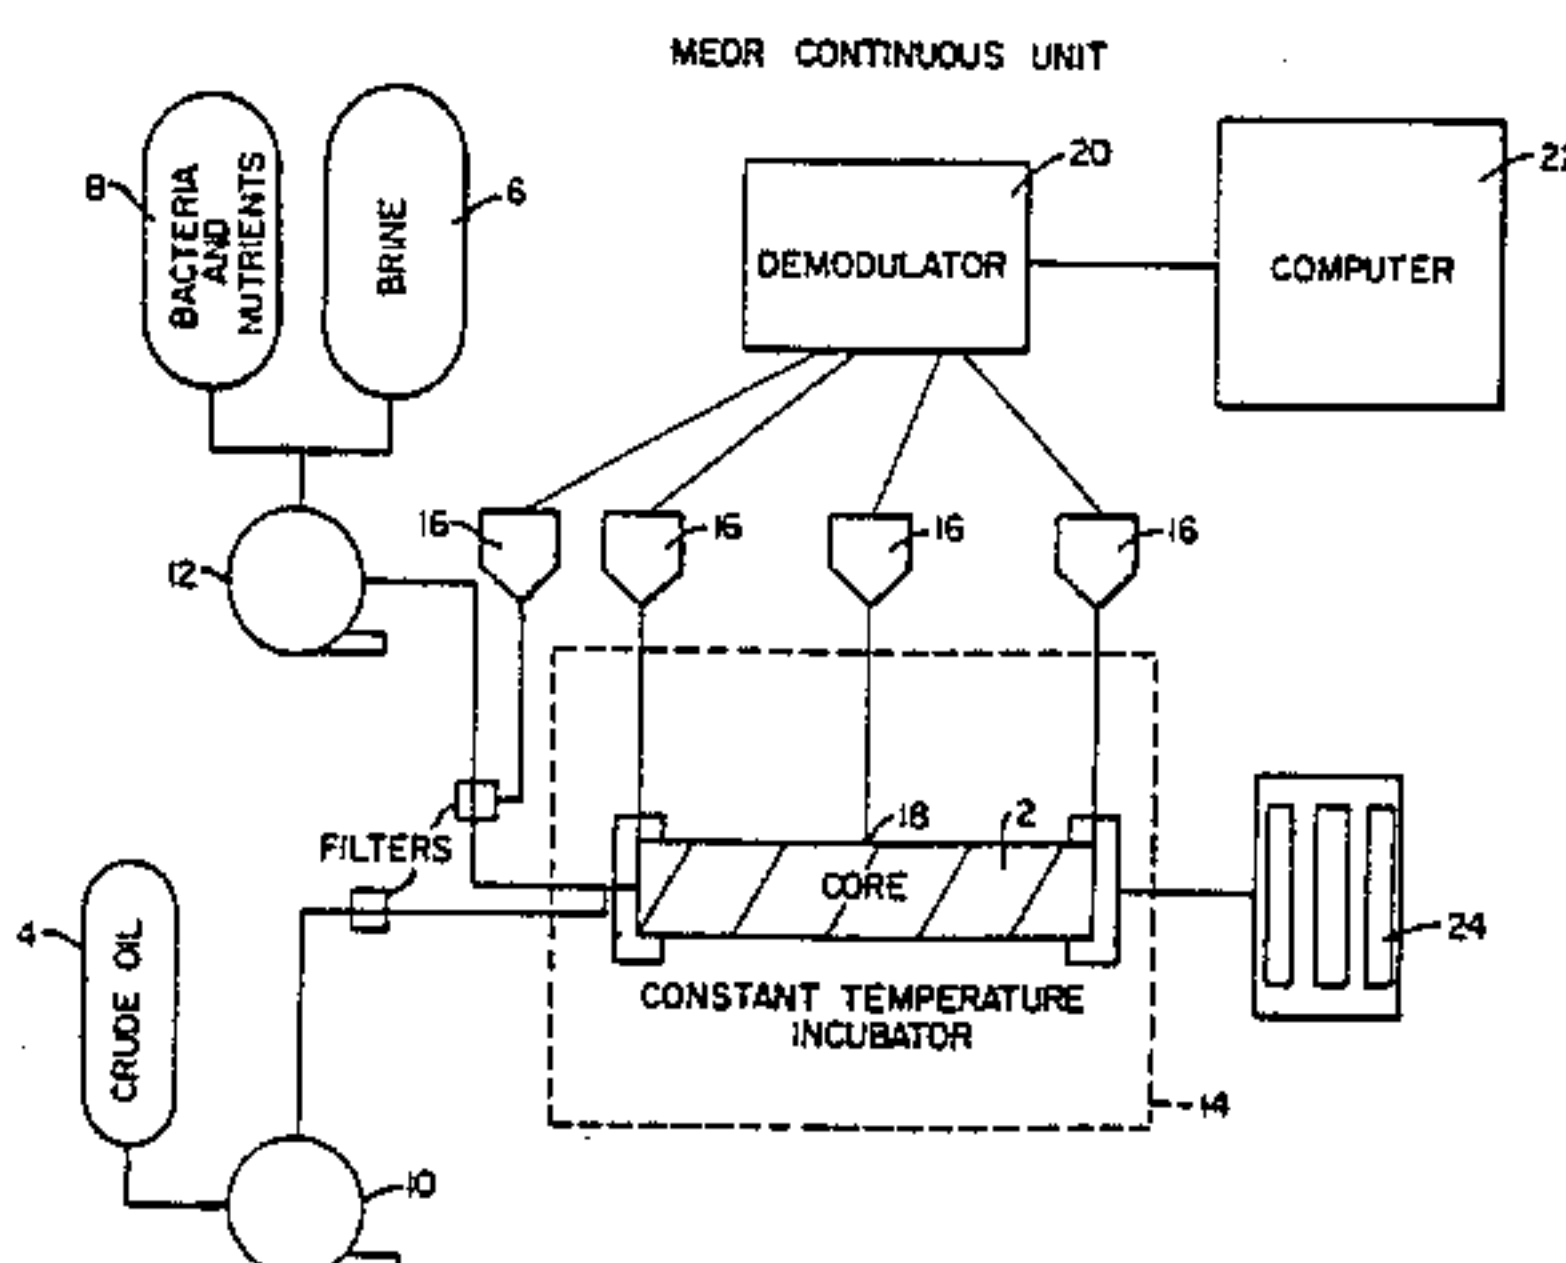 MEOR CONTINUOUS UNIT
8
BACTERIA
AND
NUTRIENTS
BRINE
6
20
DEMODULATOR
COMPUTER
12
16
16
16
16
FILTERS
18
2
CORE
CONSTANT TEMPERATURE
INCUBATOR
14
24
4
CRUDE OIL
10